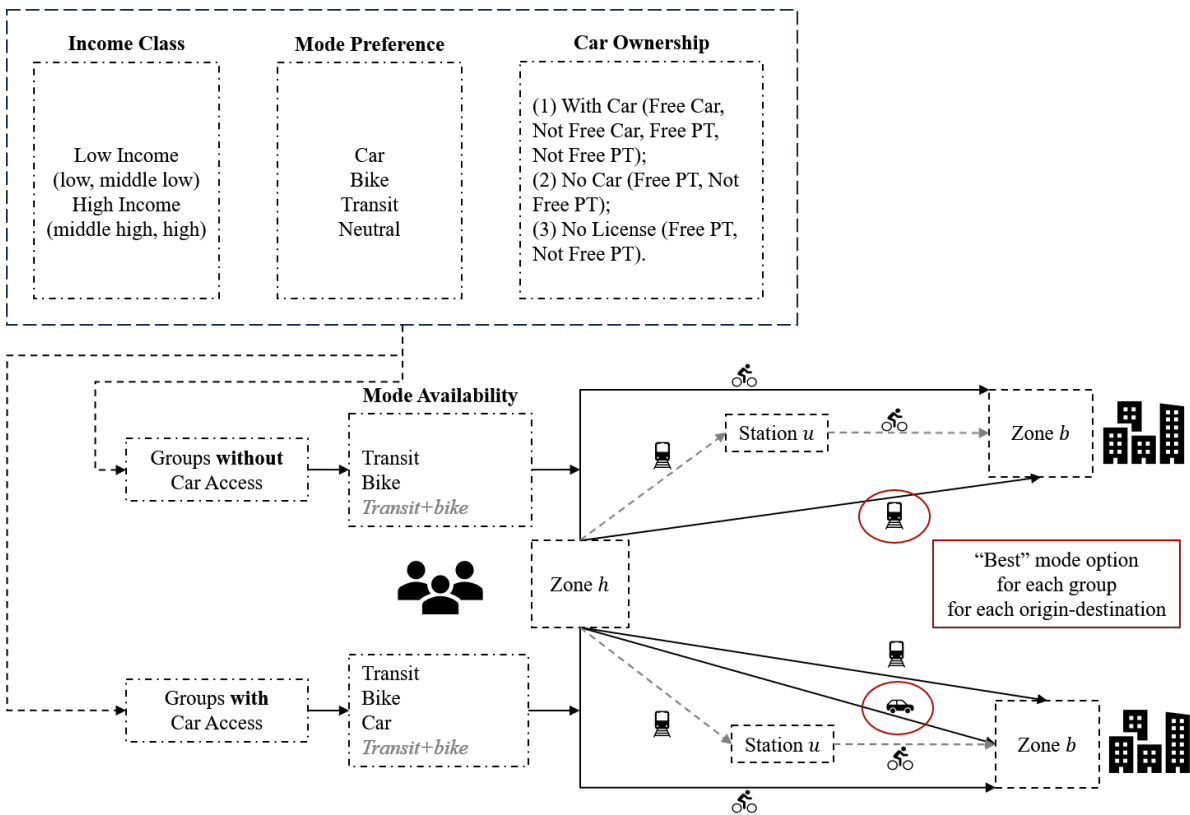 Income Class
Low Income
(low, middle low)
High Income
(middle high, high)
Mode Preference
Car
Bike
Transit
Neutral
Car Ownership
(1) With Car (Free Car,
Not Free Car, Free PT,
Not Free PT);
(2) No Car (Free PT, Not
Free PT);
(3) No License (Free PT,
Not Free PT).
Mode Availability
Groups without
Car Access
Transit
Bike
Transit+bike
Station u
Zone b
Zone h
"Best" mode option
for each group
for each origin-destination
Groups with
Car Access
Transit
Bike
Car
Transit+bike
Station u
Zone b